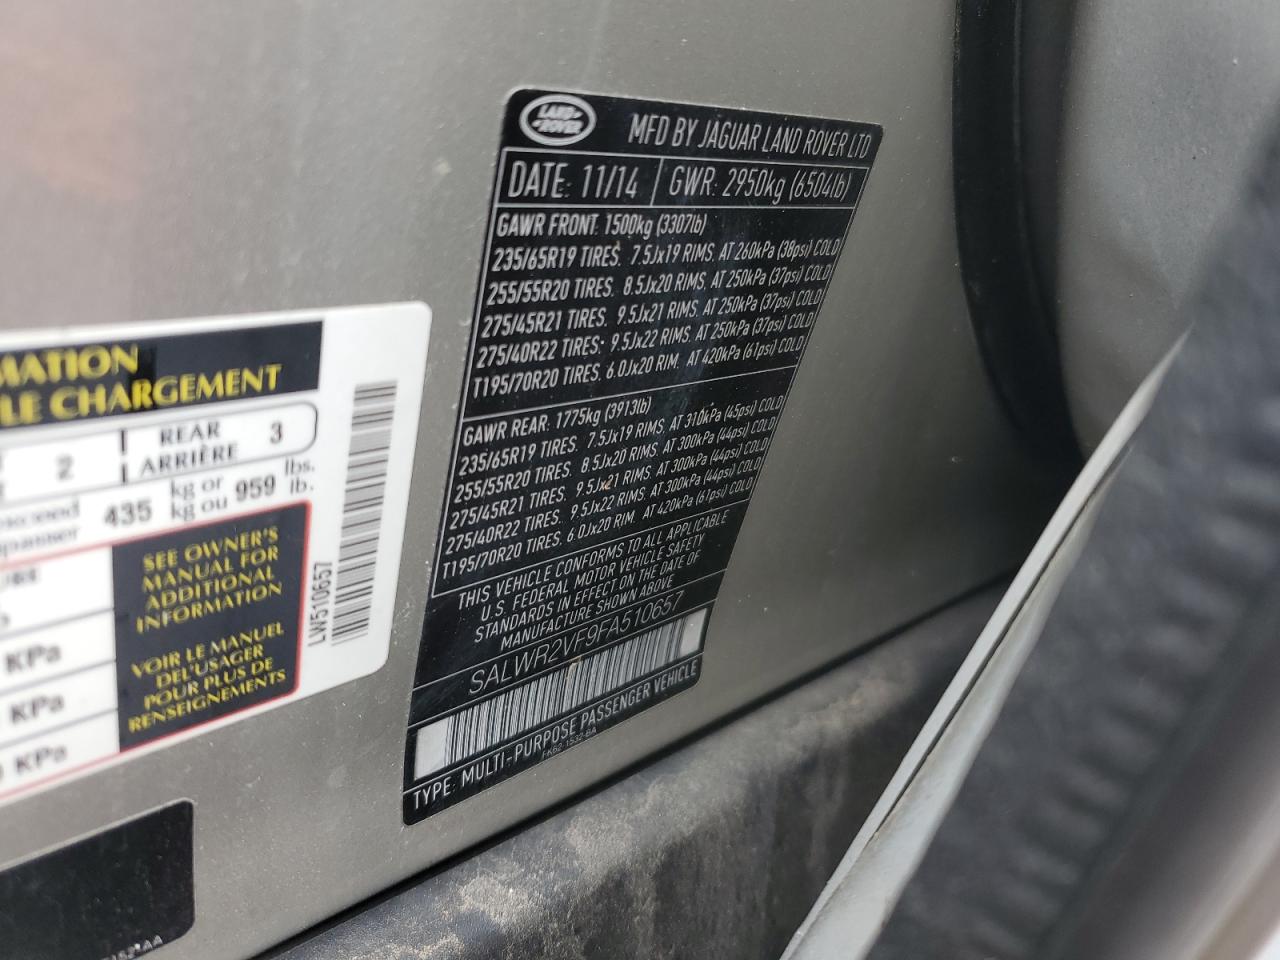 LAND
ROVER
MFD BY JAGUAR LAND ROVER LTD
DATE: 11/14 GWR: 2950kg (6504lb)
GAWR FRONT. 1500kg (3307lb)
235/65R19 TIRES. 7.5Jx19 RIMS. AT 260kPa (38psi) COLD
255/55R20 TIRES. 8.5Jx20 RIMS. AT 250kPa (37psi) COLD
275/45R21 TIRES. 9.5Jx21 RIMS. AT 250kPa (37psi) COLD
275/40R22 TIRES: 9.5Jx22 RIMS. AT 250kPa (37psi) COLD
T195/70R20 TIRES. 6.0Jx20 RIM. AT 420kPa (61psi) COLD
GAWR REAR. 1775kg (3913lb)
235/65R19 TIRES. 7.5Jx19 RIMS. AT 310kPa (45psi) COLD
255/55R20 TIRES. 8.5Jx20 RIMS. AT 300kPa (44psi) COLD
275/45R21 TIRES. 9.5Jx21 RIMS. AT 300kPa (44psi) COLD
275/40R22 TIRES. 9.5Jx22 RIMS. AT 300kPa (44psi) COLD
T195/70R20 TIRES. 6.0Jx20 RIM. AT 420kPa (61psi) COLD
THIS VEHICLE CONFORMS TO ALL APPLICABLE
U.S. FEDERAL MOTOR VEHICLE SAFETY
STANDARDS IN EFFECT ON THE DATE OF
MANUFACTURE SHOWN ABOVE
SALWR2VF9FA510657
TYPE: MULTI-PURPOSE PASSENGER VEHICLE
FK62-1532-BA
MATION
LE CHARGEMENT
2 REAR 3
ARRIÈRE
exceed 435 kg or 959 lbs.
kg ou lb.
SEE OWNER'S
MANUAL FOR
ADDITIONAL
INFORMATION
VOIR LE MANUEL
DEL'USAGER
POUR PLUS DE
RENSEIGNEMENTS
KPa
KPa
KPa
LW510657